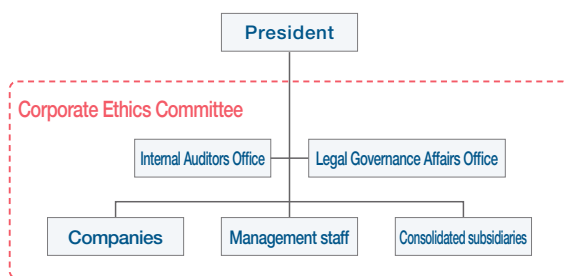 President
Corporate Ethics Committee
Internal Auditors Office
Legal Governance Affairs Office
Companies
Management staff
Consolidated subsidiaries